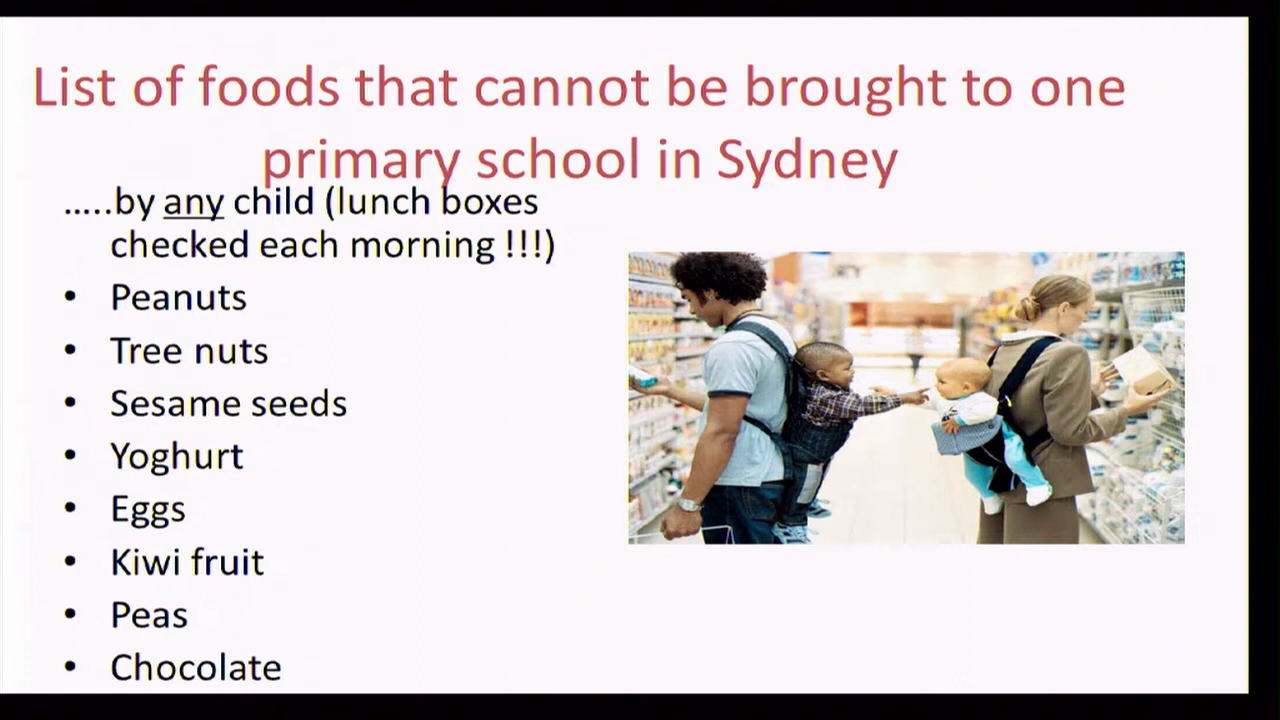 List of foods that cannot be brought to one
primary school in Sydney
.....by any child (lunch boxes
checked each morning !!!)
• Peanuts
• Tree nuts
• Sesame seeds
• Yoghurt
• Eggs
• Kiwi fruit
• Peas
• Chocolate